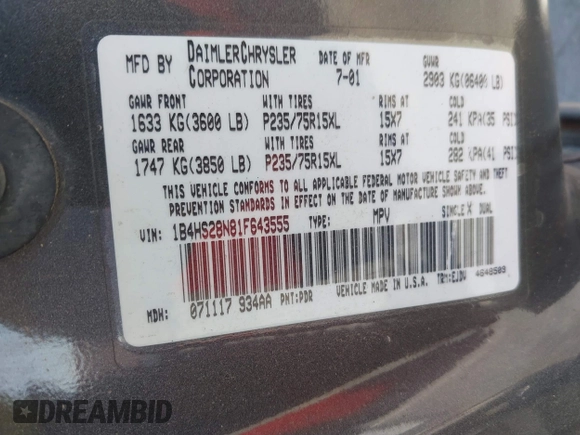 MFD BY DAIMLERCHRYSLER CORPORATION DATE OF MFR 7-01 GVWR 2903 KG(06400 LB)
GAWR FRONT WITH TIRES RIMS AT COLD
1633 KG(3600 LB) P235/75R15XL 15X7 241 KPA(35 PSI
GAWR REAR WITH TIRES RIMS AT COLD
1747 KG(3850 LB) P235/75R15XL 15X7 282 KPA(41 PSI
THIS VEHICLE CONFORMS TO ALL APPLICABLE FEDERAL MOTOR VEHICLE SAFETY AND THEFT
PREVENTION STANDARDS IN EFFECT ON THE DATE OF MANUFACTURE SHOWN ABOVE.
VIN: 1B4HS28N81F643555 TYPE: MPV SINGLE X DUAL
MDH: 071117 934AA PNT:PDR VEHICLE MADE IN U.S.A. TRM:EJDV 4648509
DREAMBID